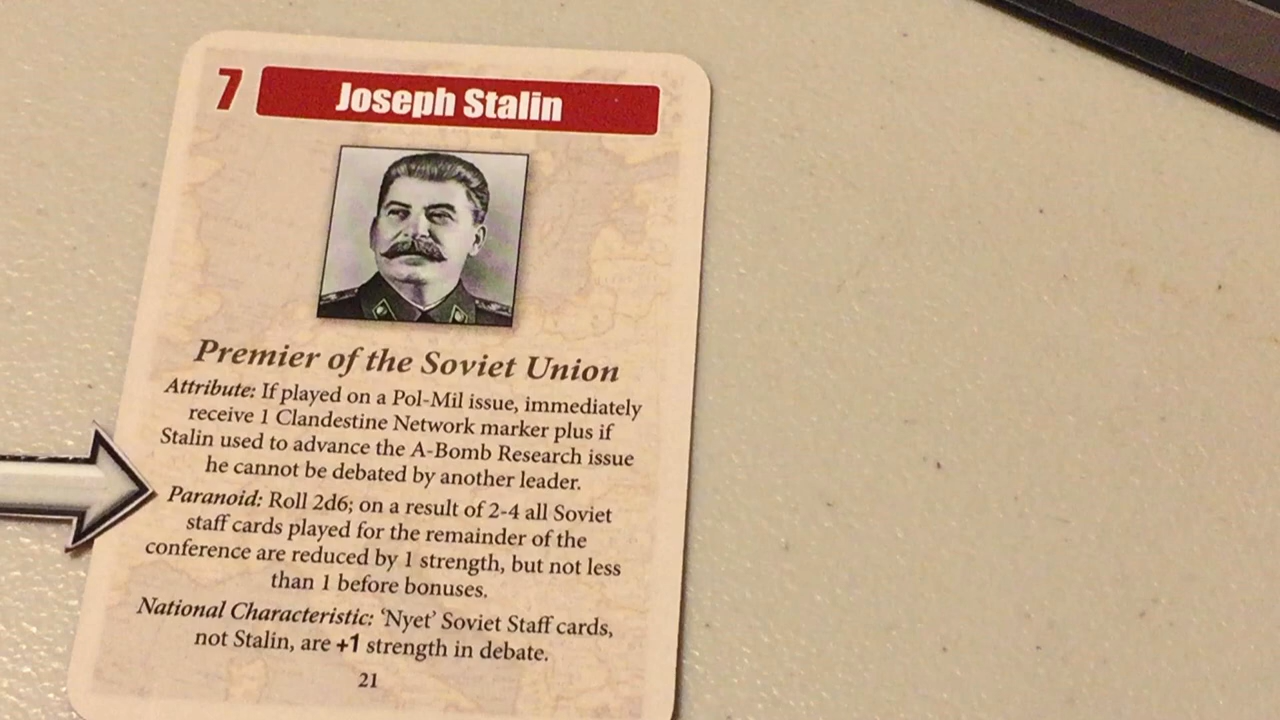 7 Joseph Stalin
Premier of the Soviet Union
Attribute: If played on a Pol-Mil issue, immediately
receive 1 Clandestine Network marker plus if
Stalin used to advance the A-Bomb Research issue
he cannot be debated by another leader.
Paranoid: Roll 2d6; on a result of 2-4 all Soviet
staff cards played for the remainder of the
conference are reduced by 1 strength, but not less
than 1 before bonuses.
National Characteristic: ‘Nyet’ Soviet Staff cards,
not Stalin, are +1 strength in debate.
21